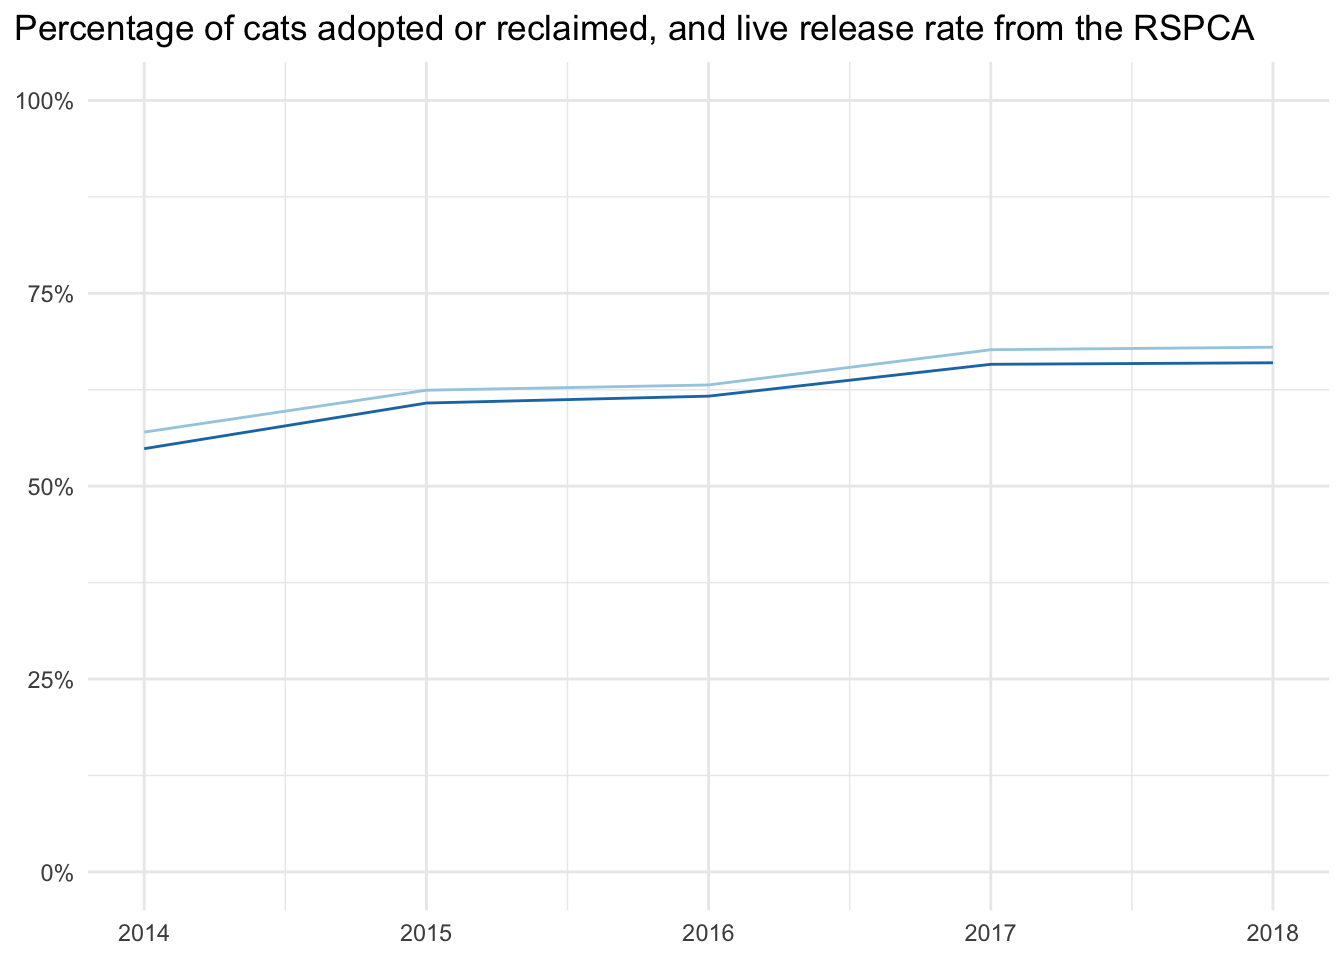 Percentage of cats adopted or reclaimed, and live release rate from the RSPCA
100%
75%
50%
25%
0%
2014 2015 2016 2017 2018